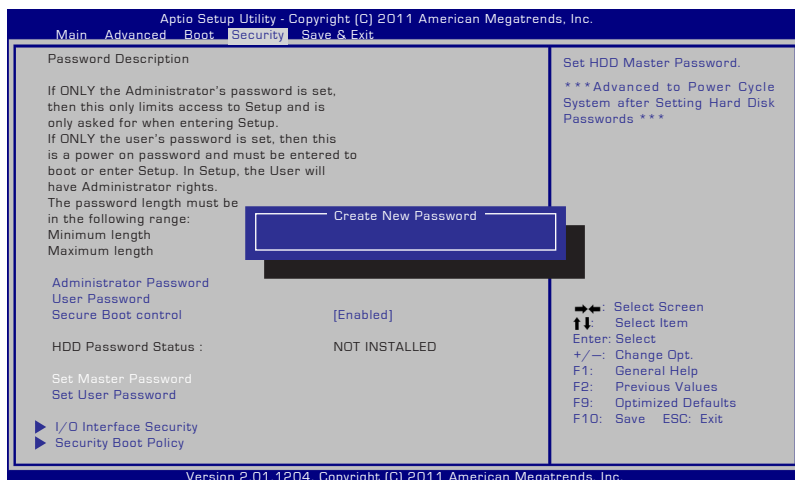 Aptio Setup Utility - Copyright (C) 2011 American Megatrends, Inc.
Main Advanced Boot Security Save & Exit
Password Description
If ONLY the Administrator's password is set,
then this only limits access to Setup and is
only asked for when entering Setup.
If ONLY the user's password is set, then this
is a power on password and must be entered to
boot or enter Setup. In Setup, the User will
have Administrator rights.
The password length must be
in the following range:
Minimum length
Maximum length
Create New Password
Administrator Password
User Password
Secure Boot control [Enabled]
HDD Password Status : NOT INSTALLED
Set Master Password
Set User Password
I/O Interface Security
Security Boot Policy
Set HDD Master Password.
***Advanced to Power Cycle
System after Setting Hard Disk
Passwords ***
→←: Select Screen
↑↓: Select Item
Enter: Select
+/—: Change Opt.
F1: General Help
F2: Previous Values
F9: Optimized Defaults
F10: Save ESC: Exit
Version 2.01.1204. Copyright (C) 2011 American Megatrends, Inc.